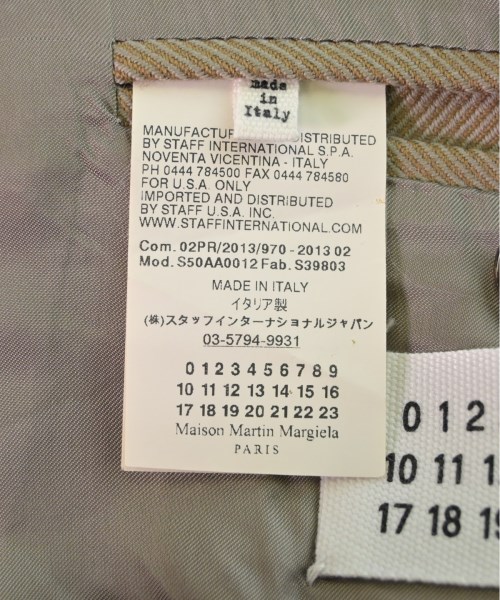 made
in
Italy
MANUFACTUR DISTRIBUTED
BY STAFF INTERNATIONAL S.P.A.
NOVENTA VICENTINA - ITALY
PH 0444 784500 FAX 0444 784580
FOR U.S.A. ONLY
IMPORTED AND DISTRIBUTED
BY STAFF U.S.A. INC.
WWW.STAFFINTERNATIONAL.COM
Com. 02PR/2013/970 - 2013 02
Mod. S50AA0012 Fab. S39803
MADE IN ITALY
イタリア製
(株)スタッフインターナショナルジャパン
03-5794-9931
0 1 2 3 4 5 6 7 8 9
10 11 12 13 14 15 16
17 18 19 20 21 22 23
Maison Martin Margiela
PARIS
0 1 2
10 11 1
17 18 19